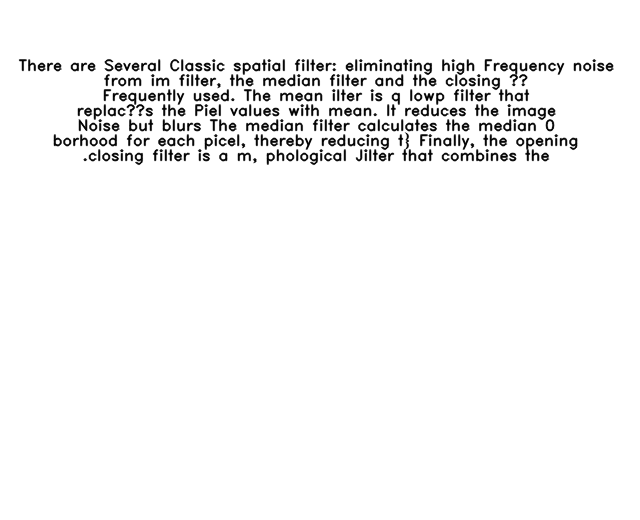 There are Several Classic spatial filter: eliminating high Frequency noise
from im filter, the median filter and the closing ??
Frequently used. The mean ilter is q lowp filter that
replac??s the Piel values with mean. It reduces the image
Noise but blurs The median filter calculates the median 0
borhood for each picel, thereby reducing t} Finally, the opening
.closing filter is a m, phological Jilter that combines the